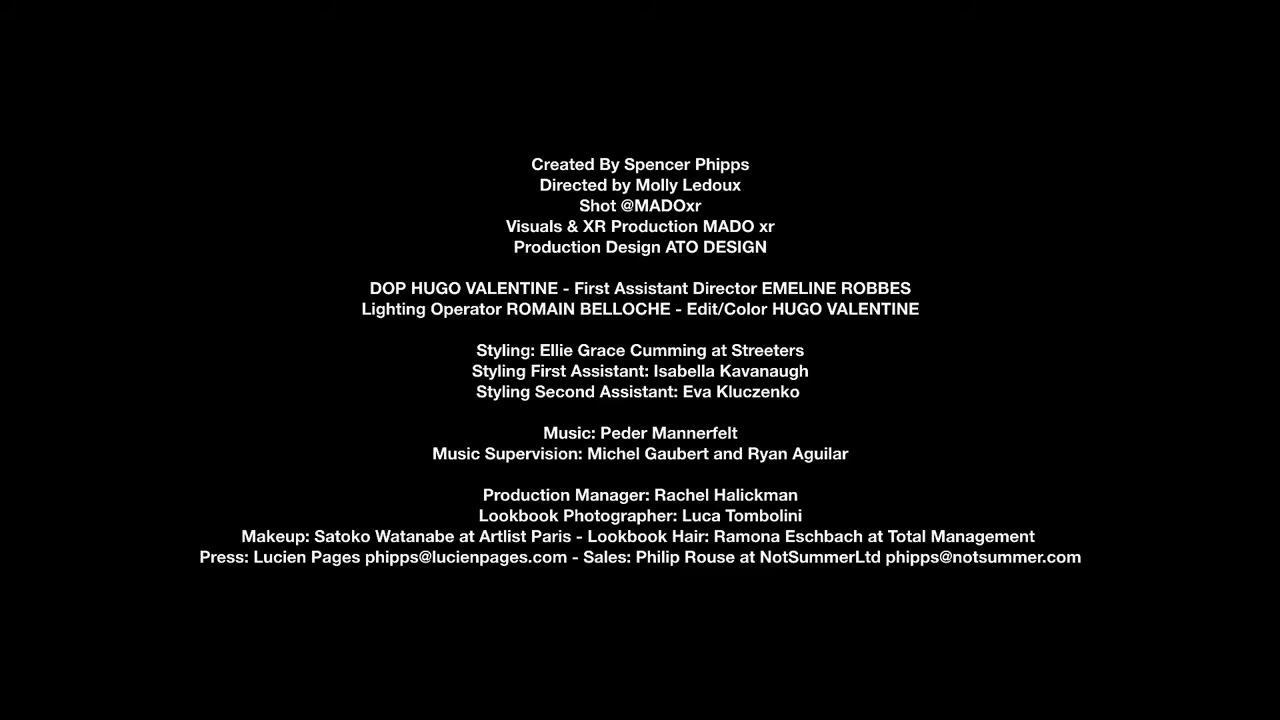 Created By Spencer Phipps
Directed by Molly Ledoux
Shot @MADOxr
Visuals & XR Production MADO xr
Production Design ATO DESIGN
DOP HUGO VALENTINE - First Assistant Director EMELINE ROBBES
Lighting Operator ROMAIN BELLOCHE - Edit/Color HUGO VALENTINE
Styling: Ellie Grace Cumming at Streeters
Styling First Assistant: Isabella Kavanaugh
Styling Second Assistant: Eva Kluczenko
Music: Peder Mannerfelt
Music Supervision: Michel Gaubert and Ryan Aguilar
Production Manager: Rachel Halickman
Lookbook Photographer: Luca Tombolini
Makeup: Satoko Watanabe at Artlist Paris - Lookbook Hair: Ramona Eschbach at Total Management
Press: Lucien Pages phipps@lucienpages.com - Sales: Philip Rouse at NotSummerLtd phipps@notsummer.com